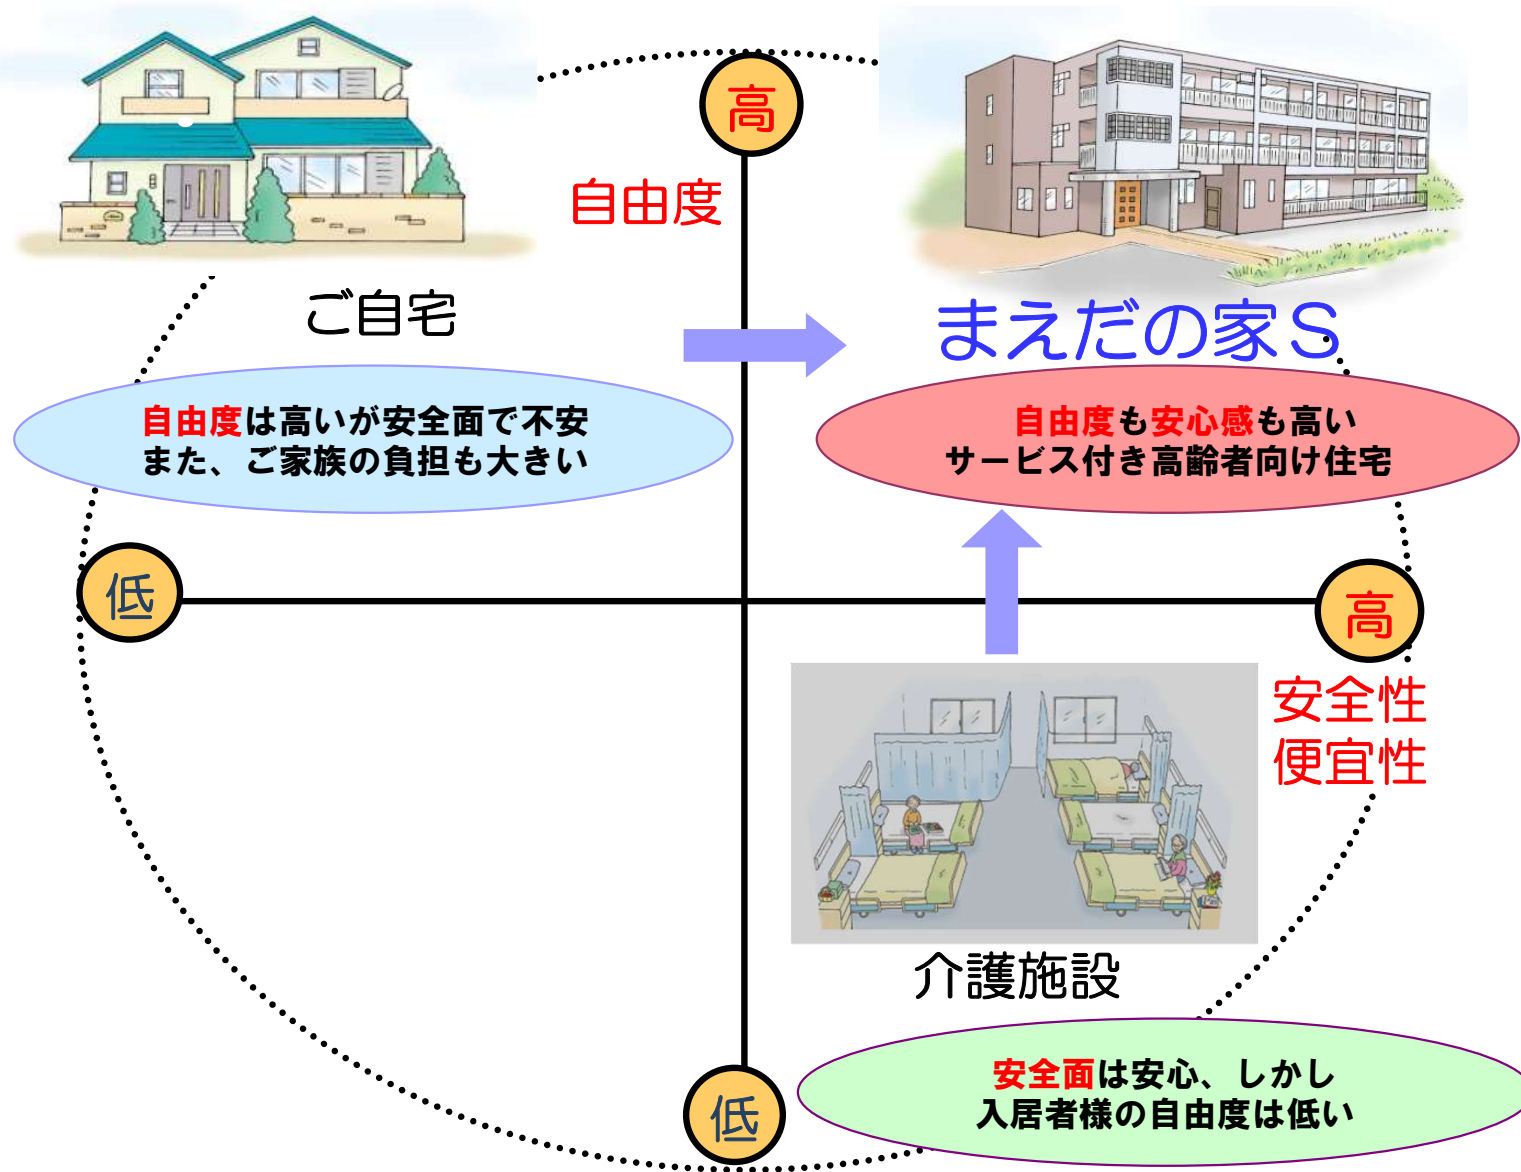 高
自由度
ご自宅
まえだの家S
自由度は高いが安全面で不安
また、ご家族の負担も大きい
自由度も安心感も高い
サービス付き高齢者向け住宅
低
高
安全性
便宜性
介護施設
安全面は安心、しかし
入居者様の自由度は低い
低